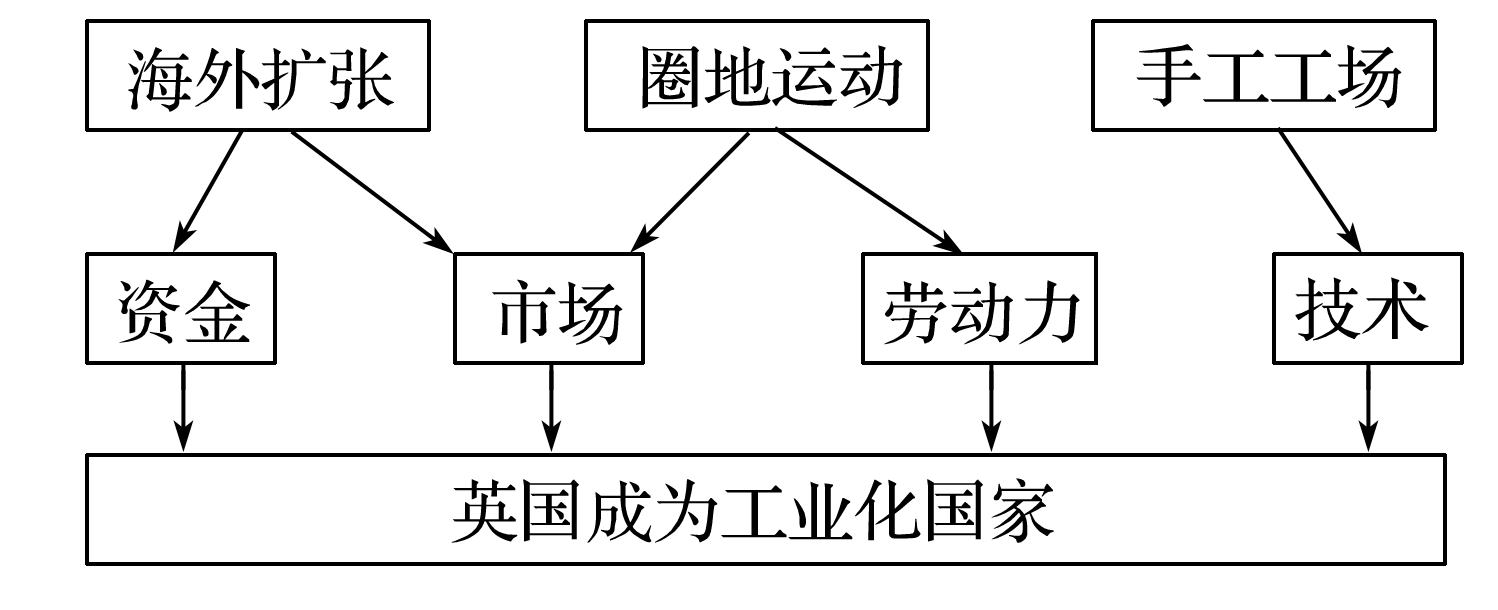 海外扩张
圈地运动
手工工场
资金
市场
劳动力
技术
英国成为工业化国家